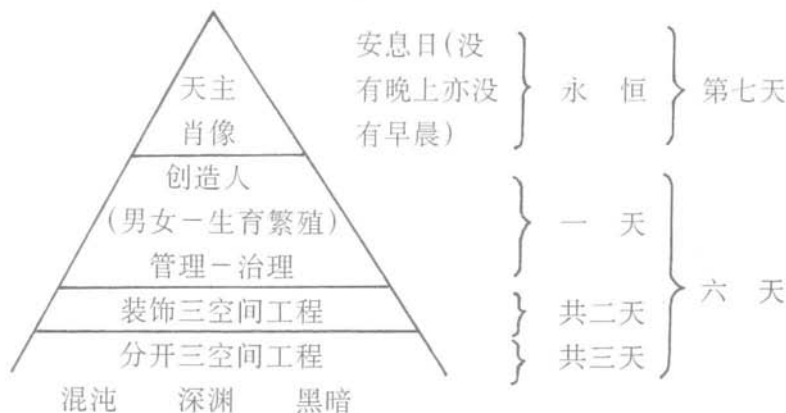 天主
肖像
创造人
(男女－生育繁殖)
管理－治理
装饰三空间工程
分开三空间工程
混沌 深渊 黑暗
安息日(没
有晚上亦没
有早晨)
永 恒
第七天
一 天
共二天
共三天
六 天